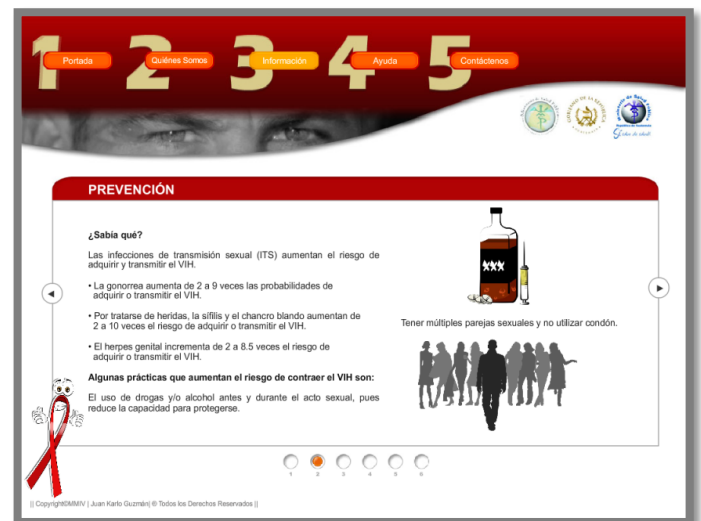 1 2 3 4 5
Portada
Quiénes Somos
Información
Ayuda
Contáctenos
PREVENCIÓN
¿Sabía qué?
Las infecciones de transmisión sexual (ITS) aumentan el riesgo de
adquirir y transmitir el VIH.
• La gonorrea aumenta de 2 a 9 veces las probabilidades de
adquirir o transmitir el VIH.
• Por tratarse de heridas, la sífilis y el chancro blando aumentan de
2 a 10 veces el riesgo de adquirir o transmitir el VIH.
• El herpes genital incrementa de 2 a 8.5 veces el riesgo de
adquirir o transmitir el VIH.
Algunas prácticas que aumentan el riesgo de contraer el VIH son:
El uso de drogas y/o alcohol antes y durante el acto sexual, pues
reduce la capacidad para protegerse.
XXX
Tener múltiples parejas sexuales y no utilizar condón.
1 2 3 4 5 6
|| Copyright©MMIV | Juan Karlo Guzmán| ® Todos los Derechos Reservados ||